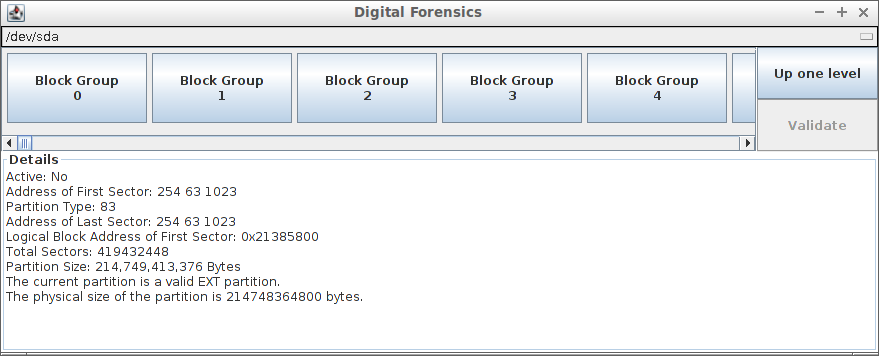 Digital Forensics
/dev/sda
Block Group
0
Block Group
1
Block Group
2
Block Group
3
Block Group
4
Up one level
Validate
Details
Active: No
Address of First Sector: 254 63 1023
Partition Type: 83
Address of Last Sector: 254 63 1023
Logical Block Address of First Sector: 0x21385800
Total Sectors: 419432448
Partition Size: 214,749,413,376 Bytes
The current partition is a valid EXT partition.
The physical size of the partition is 214748364800 bytes.